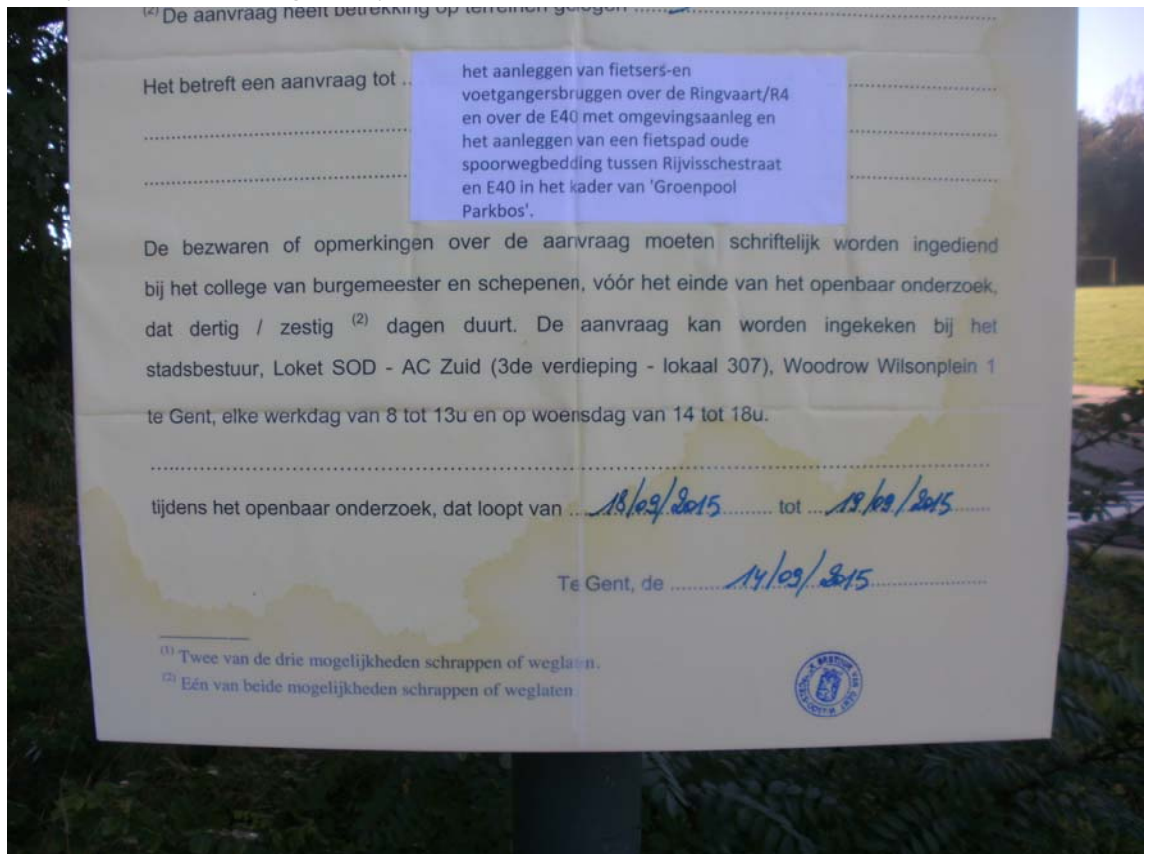 (2) De aanvraag heeft betrekking op terreinen gelegen
Het betreft een aanvraag tot ..
het aanleggen van fietsers-en
voetgangersbruggen over de Ringvaart/R4
en over de E40 met omgevingsaanleg en
het aanleggen van een fietspad oude
spoorwegbedding tussen Rijvisschestraat
en E40 in het kader van 'Groenpool
Parkbos'.
De bezwaren of opmerkingen over de aanvraag moeten schriftelijk worden ingediend
bij het college van burgemeester en schepenen, vóór het einde van het openbaar onderzoek,
dat dertig / zestig (2) dagen duurt. De aanvraag kan worden ingekeken bij het
stadsbestuur, Loket SOD - AC Zuid (3de verdieping - lokaal 307), Woodrow Wilsonplein 1
te Gent, elke werkdag van 8 tot 13u en op woensdag van 14 tot 18u.
tijdens het openbaar onderzoek, dat loopt van 18/09/2015 tot 19/09/2015
Te Gent, de 14/09/2015
(1) Twee van de drie mogelijkheden schrappen of weglaten.
(2) Eén van beide mogelijkheden schrappen of weglaten